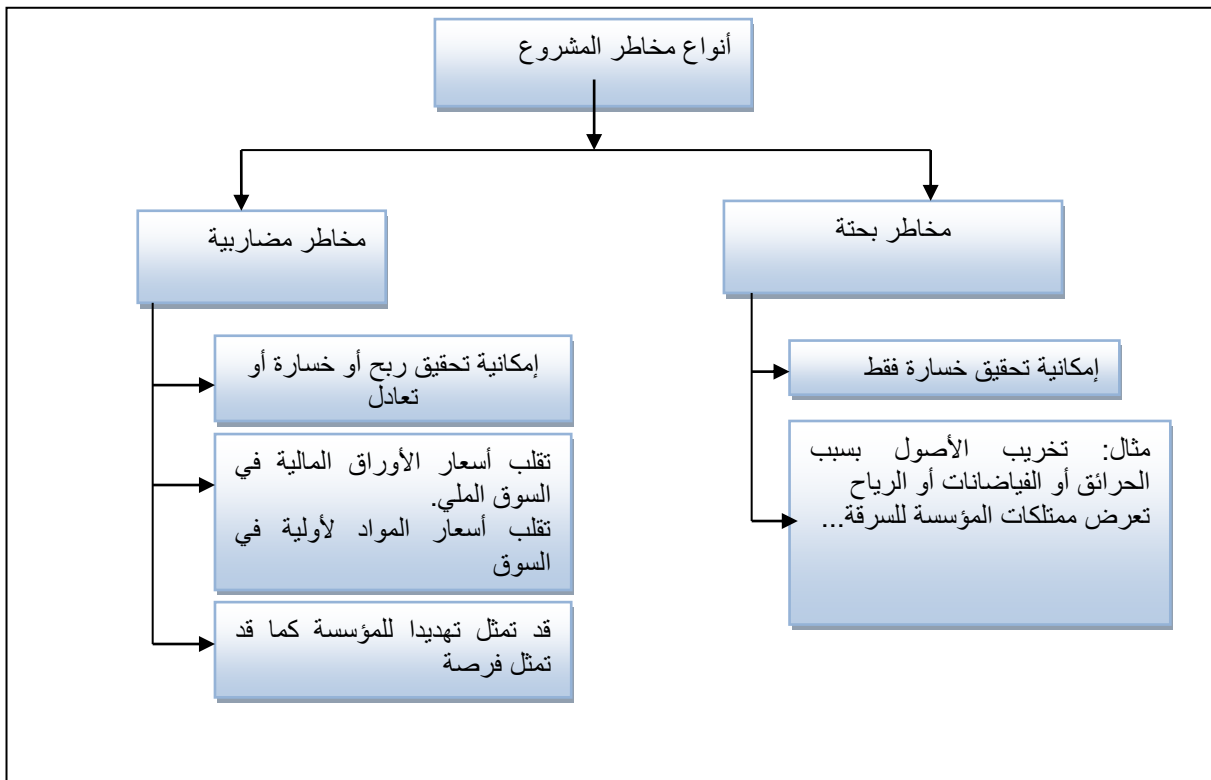 أنواع مخاطر المشروع
مخاطر بحتة
إمكانية تحقيق خسارة فقط
مثال: تخريب الأصول بسبب
الحرائق أو الفياضانات أو الرياح
تعرض ممتلكات المؤسسة للسرقة...
مخاطر مضاربية
إمكانية تحقيق ربح أو خسارة أو
تعادل
تقلب أسعار الأوراق المالية في
السوق الملي.
تقلب أسعار المواد لأولية في
السوق
قد تمثل تهديدا للمؤسسة كما قد
تمثل فرصة